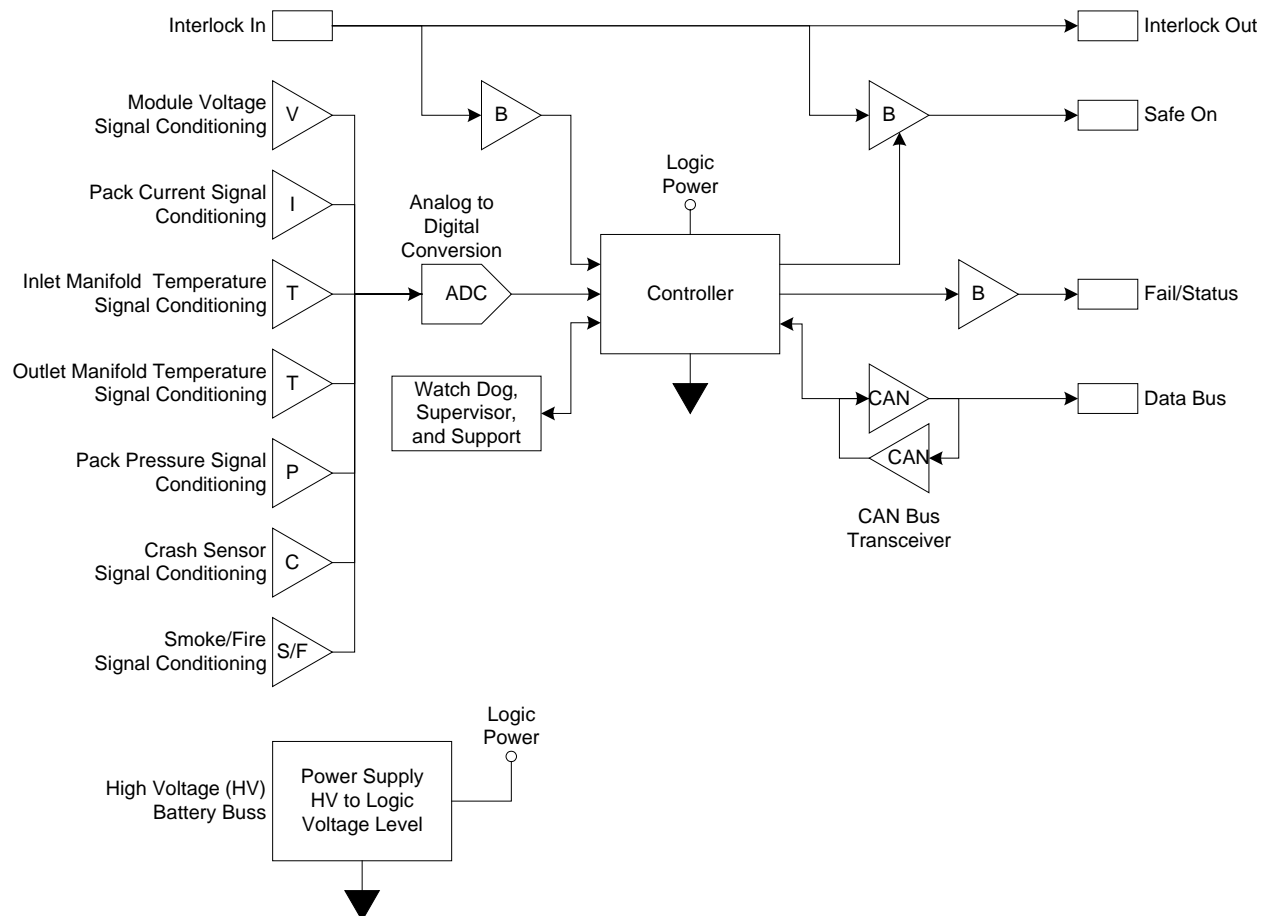 Interlock In
Interlock Out
Module Voltage
Signal Conditioning
V
B
B
Safe On
Pack Current Signal
Conditioning
I
Logic
Power
Analog to
Digital
Conversion
Inlet Manifold  Temperature
Signal Conditioning
T
ADC
Controller
B
Fail/Status
Outlet Manifold Temperature
Signal Conditioning
T
Watch Dog,
Supervisor,
and Support
CAN
Data Bus
CAN
Pack Pressure Signal
Conditioning
P
CAN Bus
Transceiver
Crash Sensor
Signal Conditioning
C
Smoke/Fire
Signal Conditioning
S/F
Logic
Power
High Voltage (HV)
Battery Buss
Power Supply
HV to Logic
Voltage Level